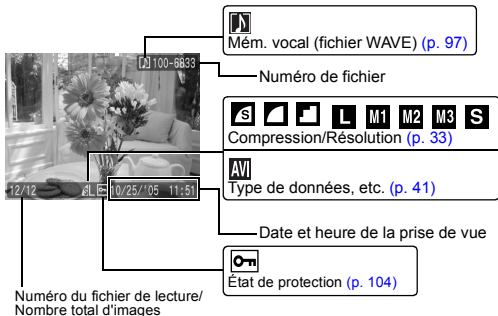 Mém. vocal (fichier WAVE) (p. 97)
100-6833
Numéro de fichier
S L M1 M2 M3 S
Compression/Résolution (p. 33)
AVI
Type de données, etc. (p. 41)
12/12 L 10/25/'05 11:51
Date et heure de la prise de vue
État de protection (p. 104)
Numéro du fichier de lecture/
Nombre total d'images